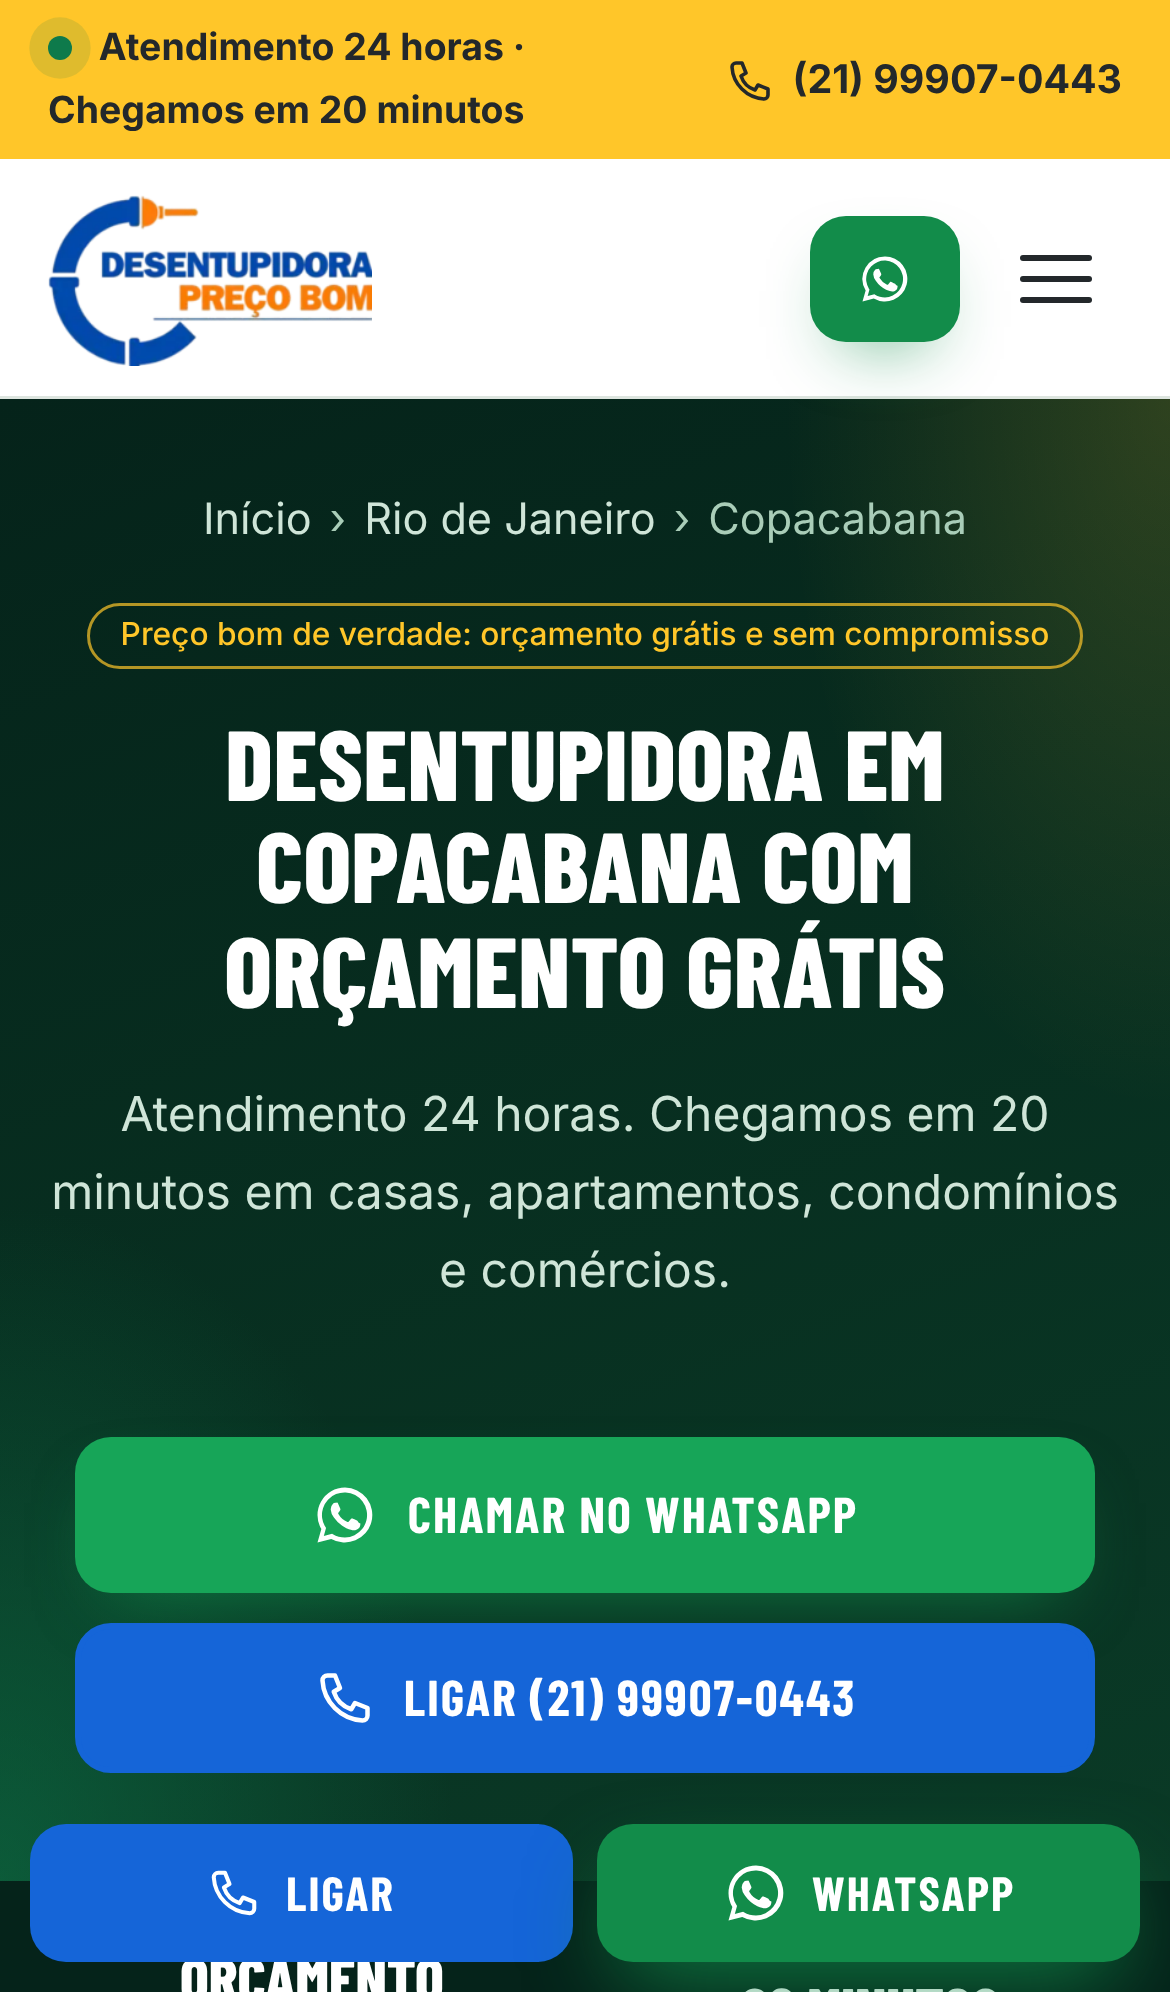 Atendimento 24 horas ·
Chegamos em 20 minutos
(21) 99907-0443
DESENTUPIDORA
PREÇO BOM
Início › Rio de Janeiro › Copacabana
Preço bom de verdade: orçamento grátis e sem compromisso
DESENTUPIDORA EM
COPACABANA COM
ORÇAMENTO GRÁTIS
Atendimento 24 horas. Chegamos em 20
minutos em casas, apartamentos, condomínios
e comércios.
CHAMAR NO WHATSAPP
LIGAR (21) 99907-0443
LIGAR
WHATSAPP
ORÇAMENTO